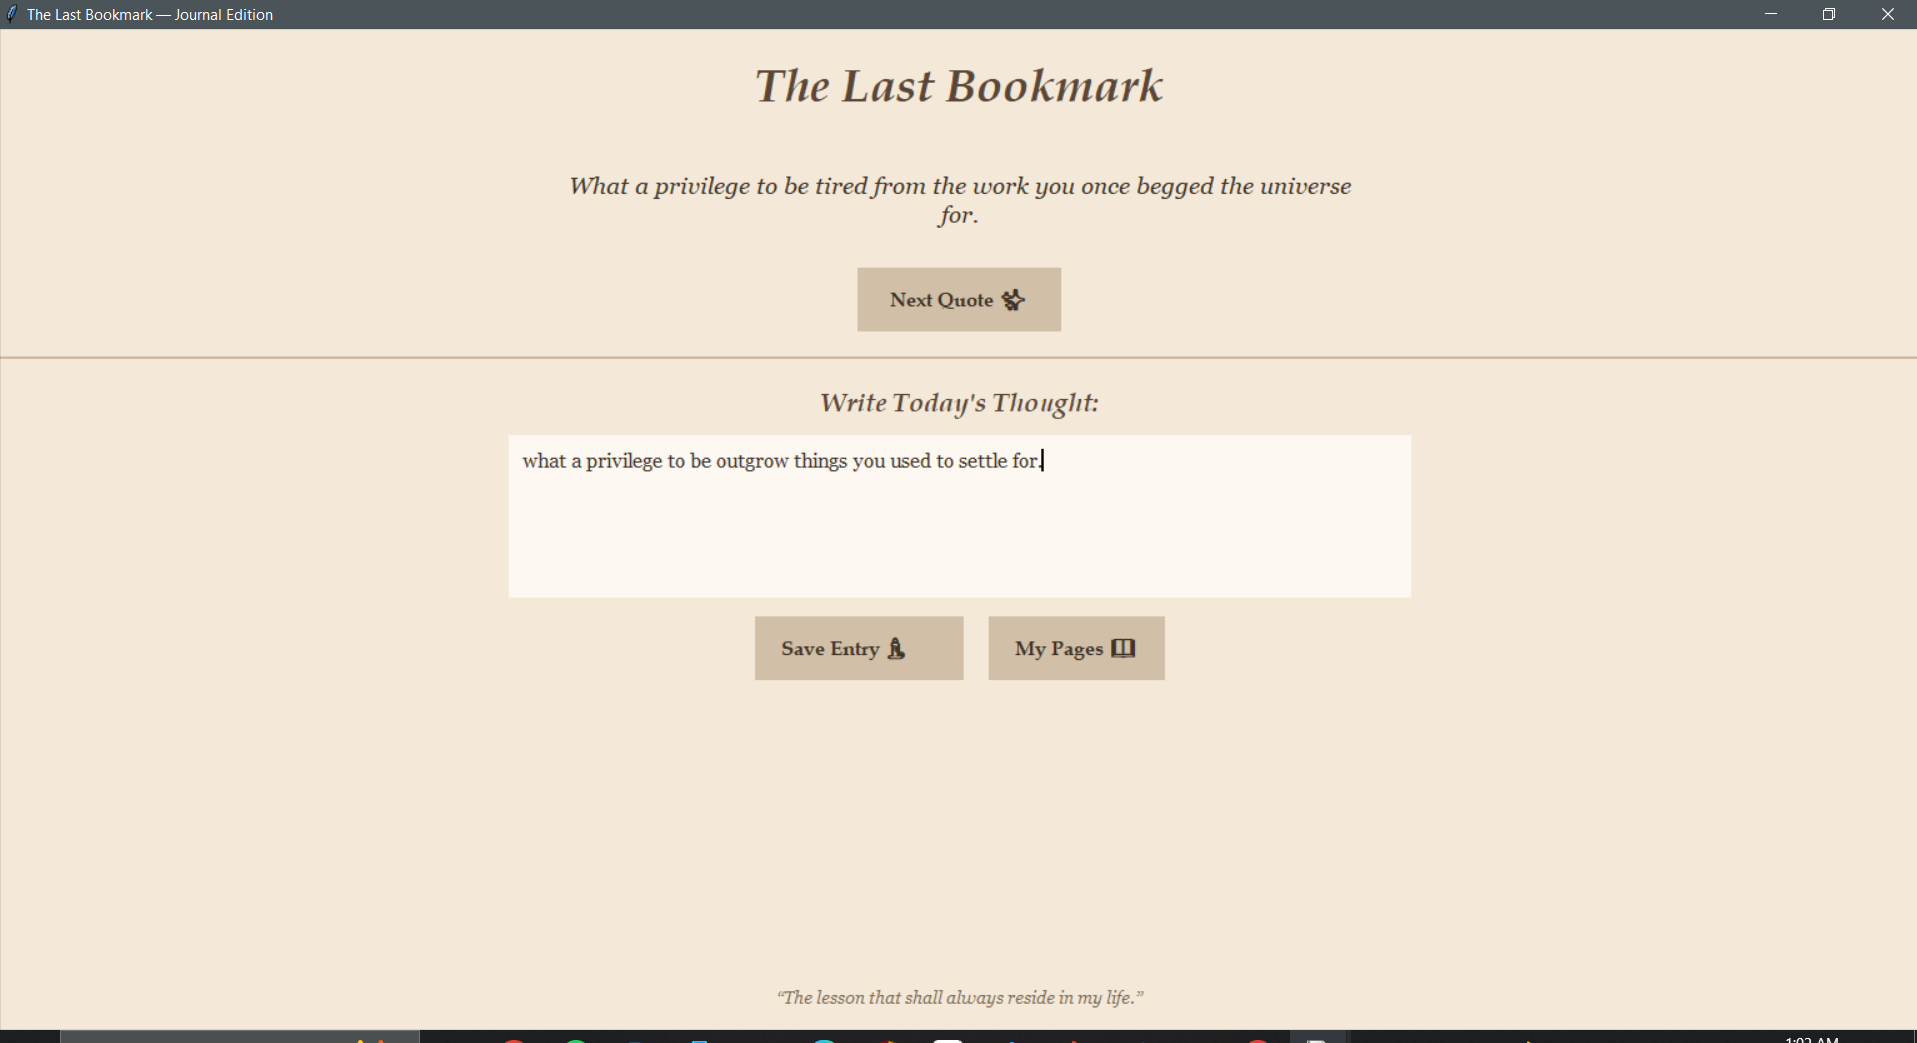 The Last Bookmark — Journal Edition
The Last Bookmark
What a privilege to be tired from the work you once begged the universe
for.
Next Quote
Write Today's Thought:
what a privilege to be outgrow things you used to settle for.
Save Entry
My Pages
“The lesson that shall always reside in my life.”